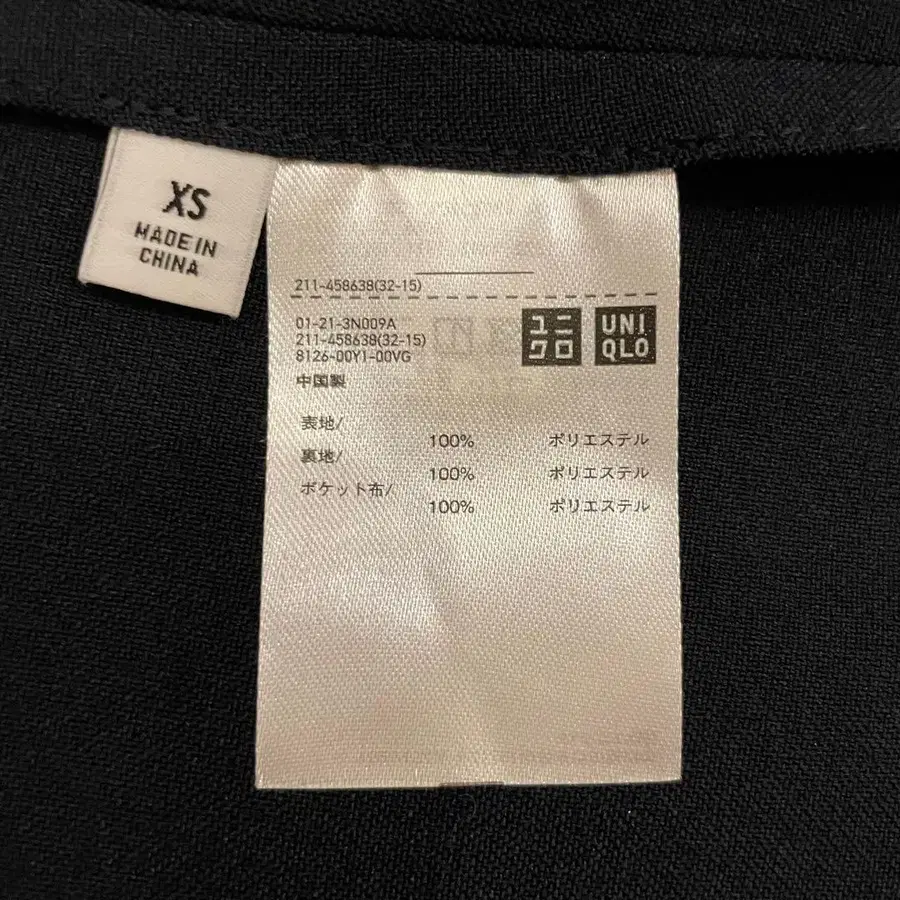 XS
MADE IN
CHINA
211-458638(32-15)
01-21-3N009A
211-458638(32-15)
8126-00Y1-00VG
中国製
ユニ
クロ
UNI
QLO
表地/
100% ポリエステル
裏地/
100% ポリエステル
ポケット布/
100% ポリエステル